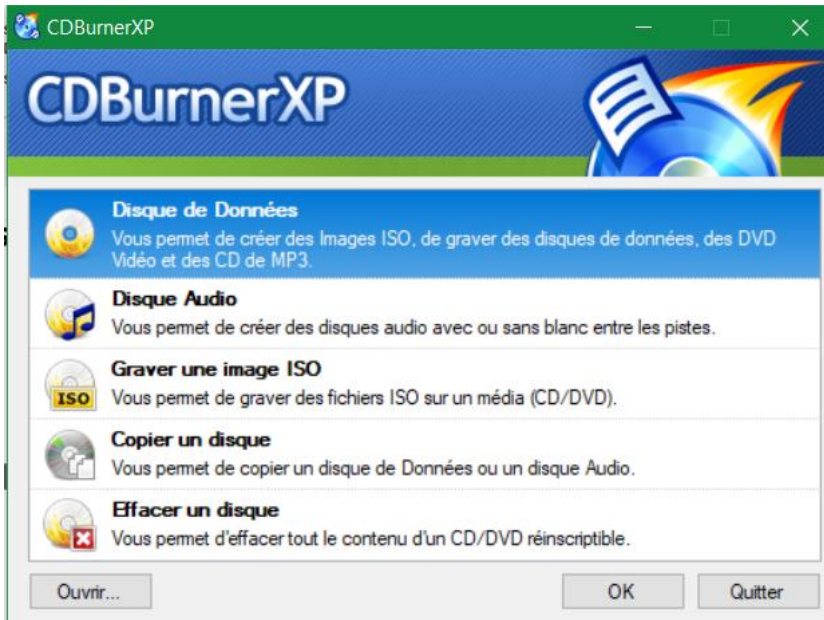 CDBurnerXP
CDBurnerXP
Disque de Données
Vous permet de créer des Images ISO, de graver des disques de données, des DVD
Vidéo et des CD de MP3.
Disque Audio
Vous permet de créer des disques audio avec ou sans blanc entre les pistes.
Graver une image ISO
ISO
Vous permet de graver des fichiers ISO sur un média (CD/DVD).
Copier un disque
Vous permet de copier un disque de Données ou un disque Audio.
Effacer un disque
Vous permet d'effacer tout le contenu d'un CD/DVD réinscriptible.
Ouvrir...
OK
Quitter